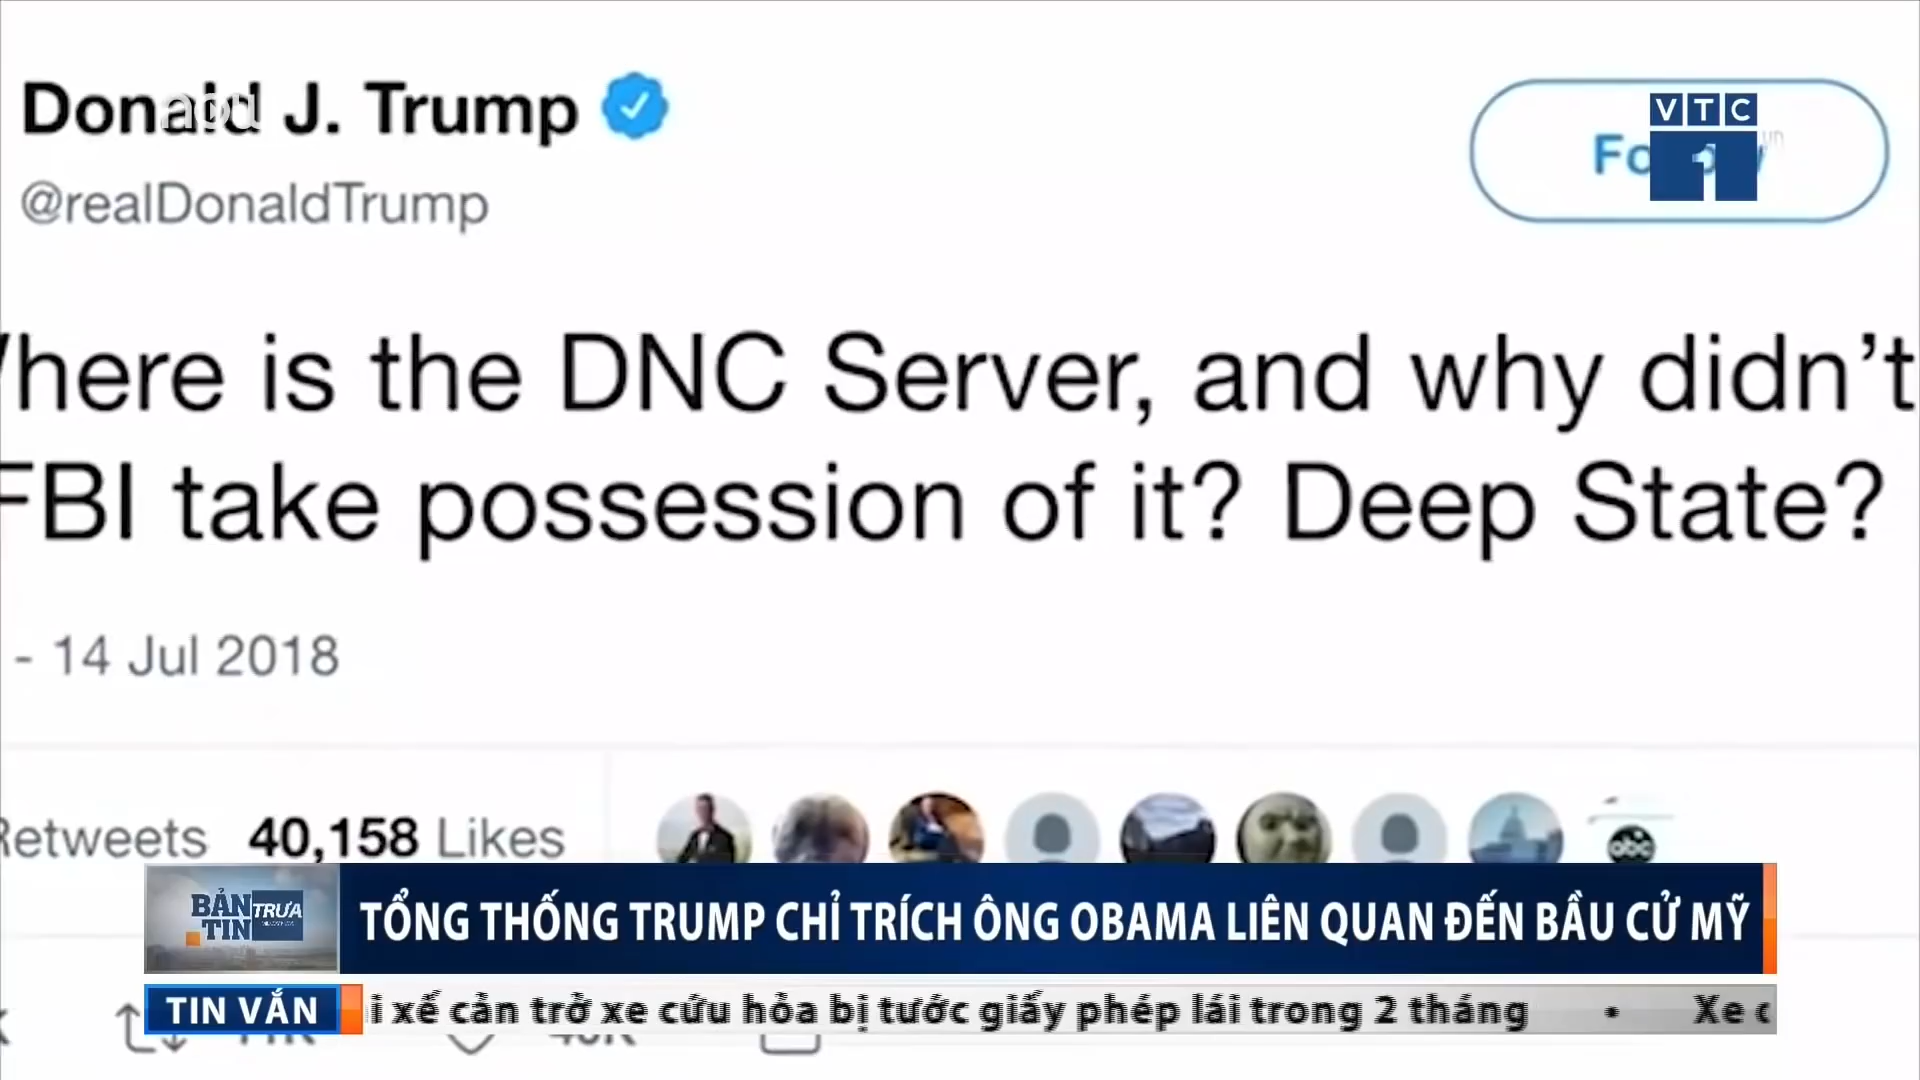 Donald J. Trump
@realDonaldTrump
VTC
1
here is the DNC Server, and why didn't
FBI take possession of it? Deep State?
- 14 Jul 2018
Retweets 40,158 Likes
abc
BẢN TIN TRƯA
TỔNG THỐNG TRUMP CHỈ TRÍCH ÔNG OBAMA LIÊN QUAN ĐẾN BẦU CỬ MỸ
TIN VẮN
i xế cản trở xe cứu hỏa bị tước giấy phép lái trong 2 tháng • Xe